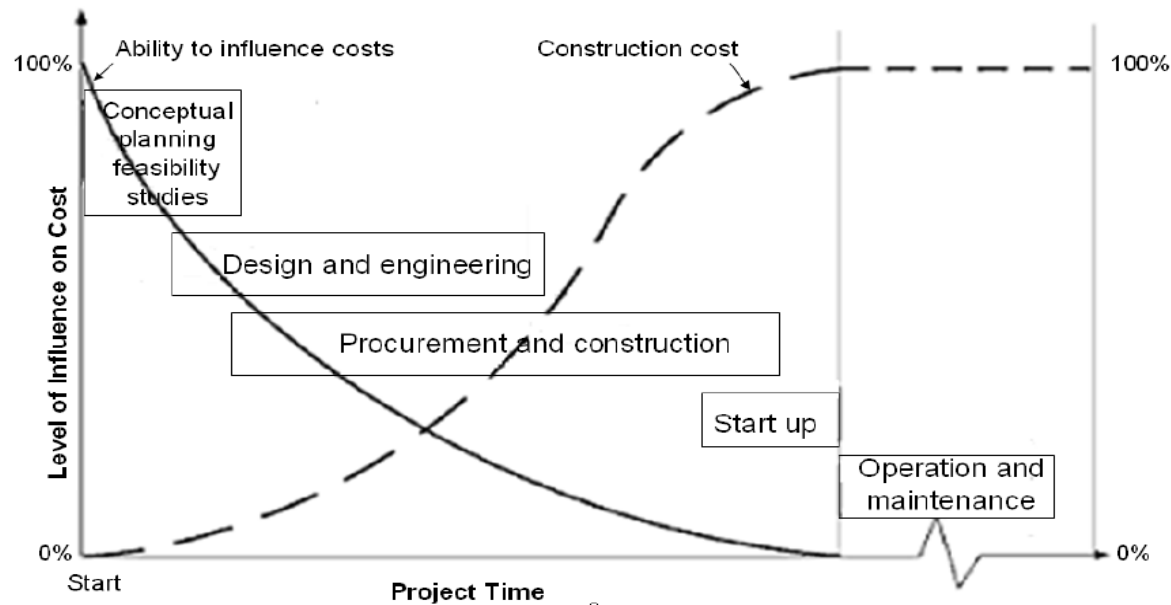 Ability to influence costs
Construction cost
100%
100%
Conceptual
planning
feasibility
studies
Level of Influence on Cost
Design and engineering
Procurement and construction
Start up
Operation and
maintenance
0%
0%
Start
Project Time